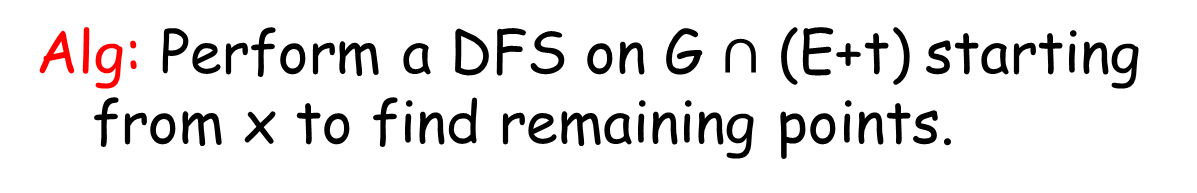 Alg: Perform a DFS on G ∩ (E+t) starting
from x to find remaining points.